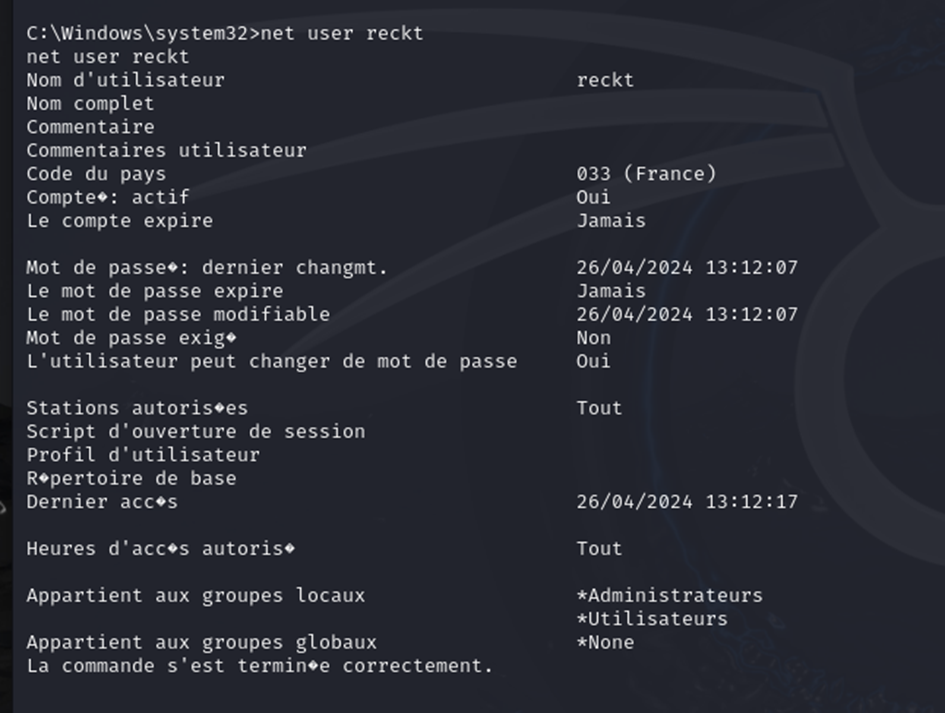 C:\Windows\system32>net user reckt
net user reckt
Nom d'utilisateur reckt
Nom complet
Commentaire
Commentaires utilisateur
Code du pays 033 (France)
Compte�: actif Oui
Le compte expire Jamais
Mot de passe�: dernier changmt. 26/04/2024 13:12:07
Le mot de passe expire Jamais
Le mot de passe modifiable 26/04/2024 13:12:07
Mot de passe exig� Non
L'utilisateur peut changer de mot de passe Oui
Stations autoris�es Tout
Script d'ouverture de session
Profil d'utilisateur
R�pertoire de base
Dernier acc�s 26/04/2024 13:12:17
Heures d'acc�s autoris� Tout
Appartient aux groupes locaux *Administrateurs
*Utilisateurs
Appartient aux groupes globaux *None
La commande s'est termin�e correctement.